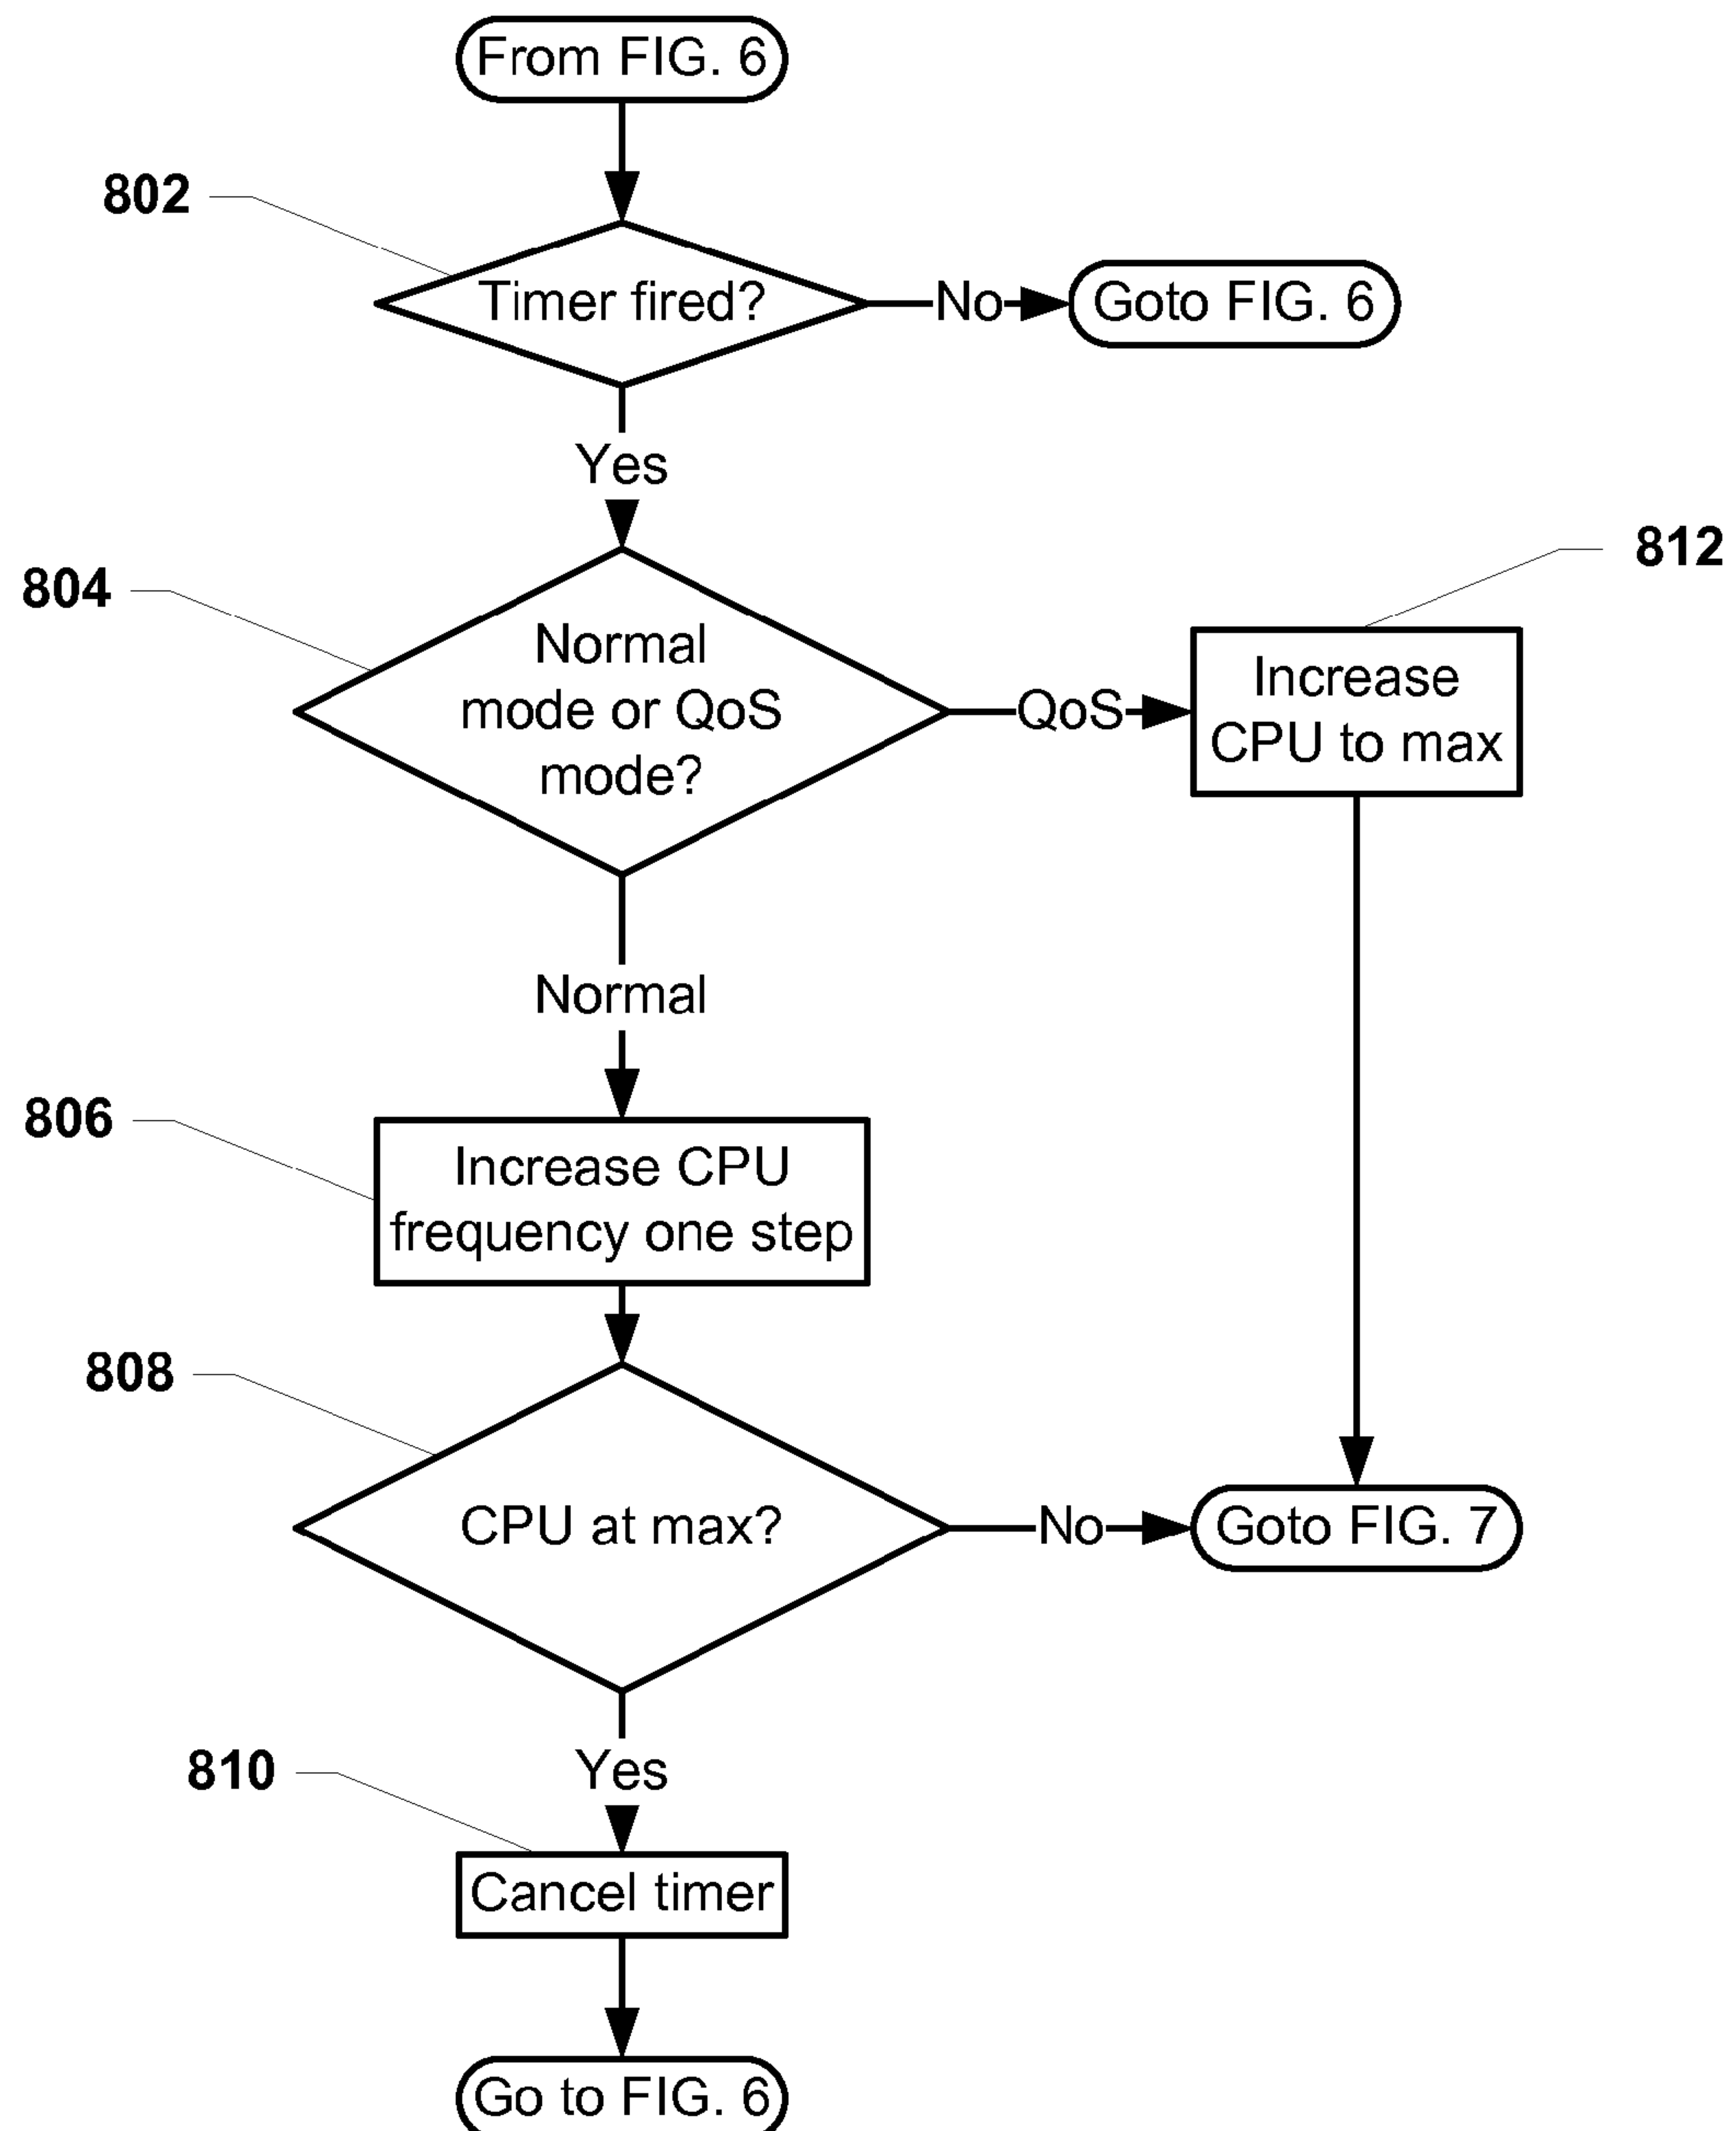 From FIG. 6
802
Timer fired?
No
Goto FIG. 6
Yes
804
Normal
mode or QoS
mode?
QoS
812
Increase
CPU to max
Normal
806
Increase CPU
frequency one step
808
CPU at max?
No
Goto FIG. 7
Yes
810
Cancel timer
Go to FIG. 6